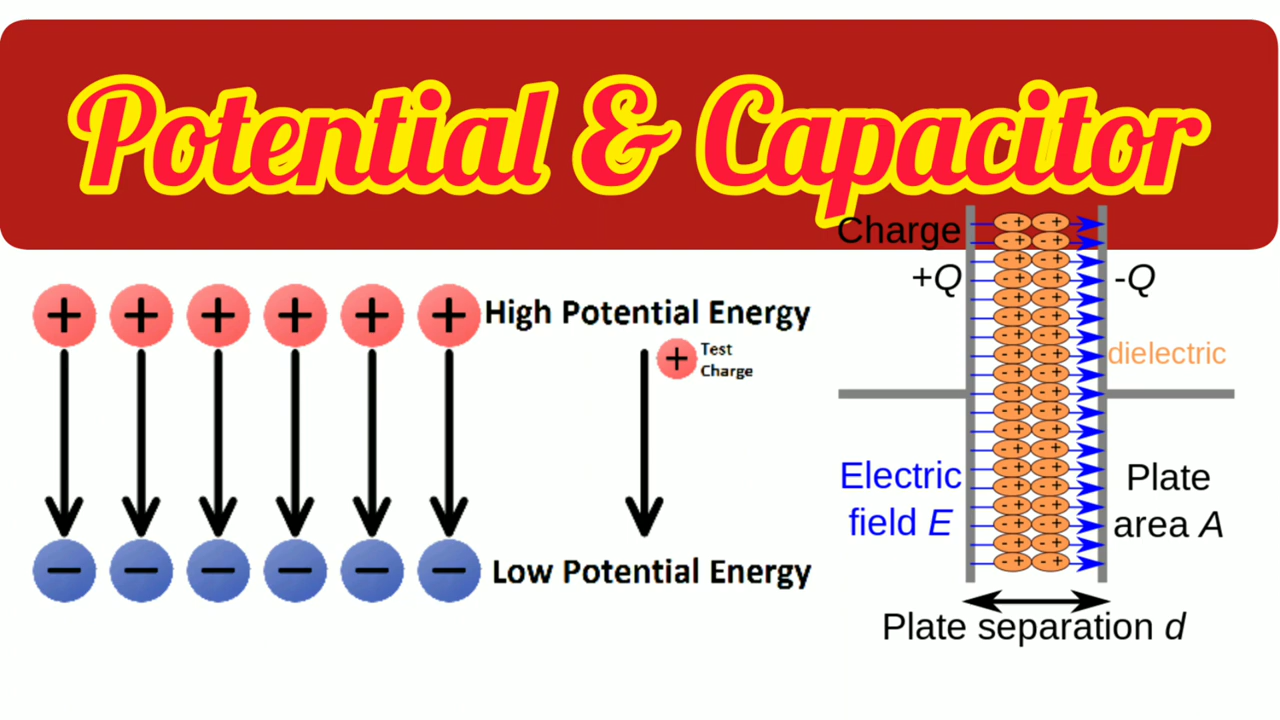 Potential & Capacitor
High Potential Energy
Test
Charge
Low Potential Energy
Charge
+Q
-Q
dielectric
Electric
field E
Plate
area A
Plate separation d